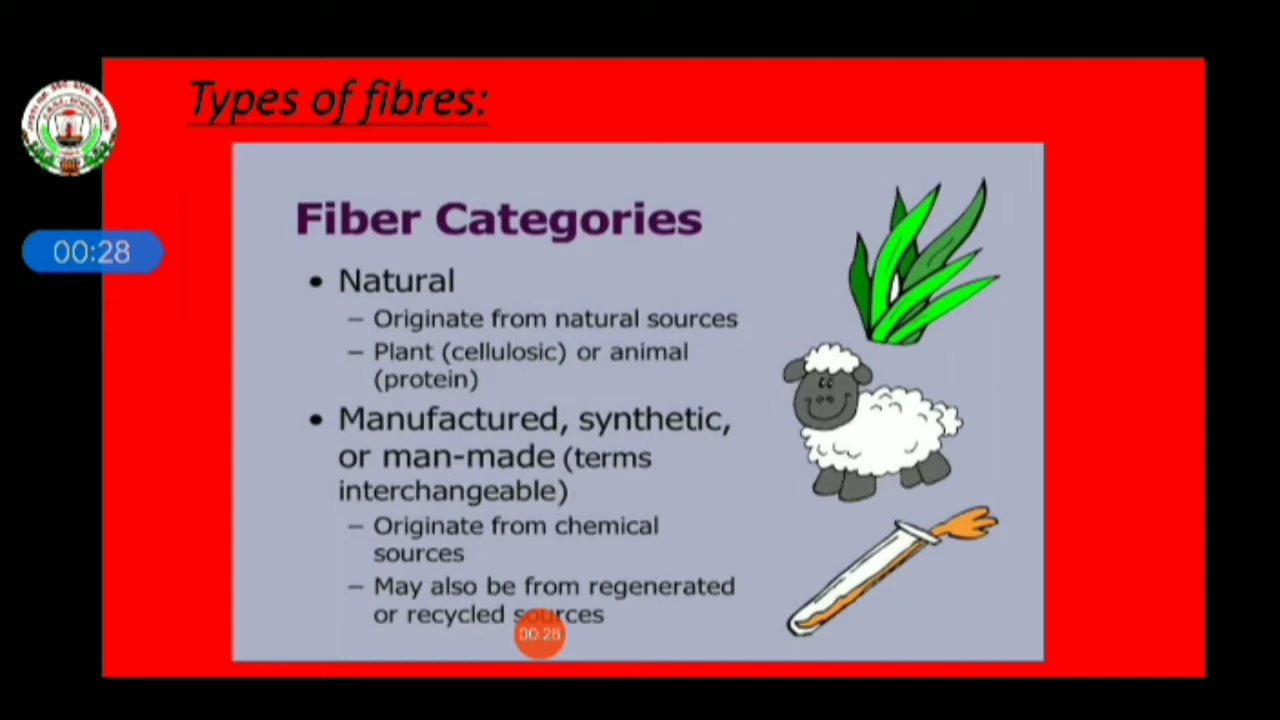 Types of fibres:
00:28
Fiber Categories
• Natural
– Originate from natural sources
– Plant (cellulosic) or animal
(protein)
• Manufactured, synthetic,
or man-made (terms
interchangeable)
– Originate from chemical
sources
– May also be from regenerated
or recycled sources
00:28